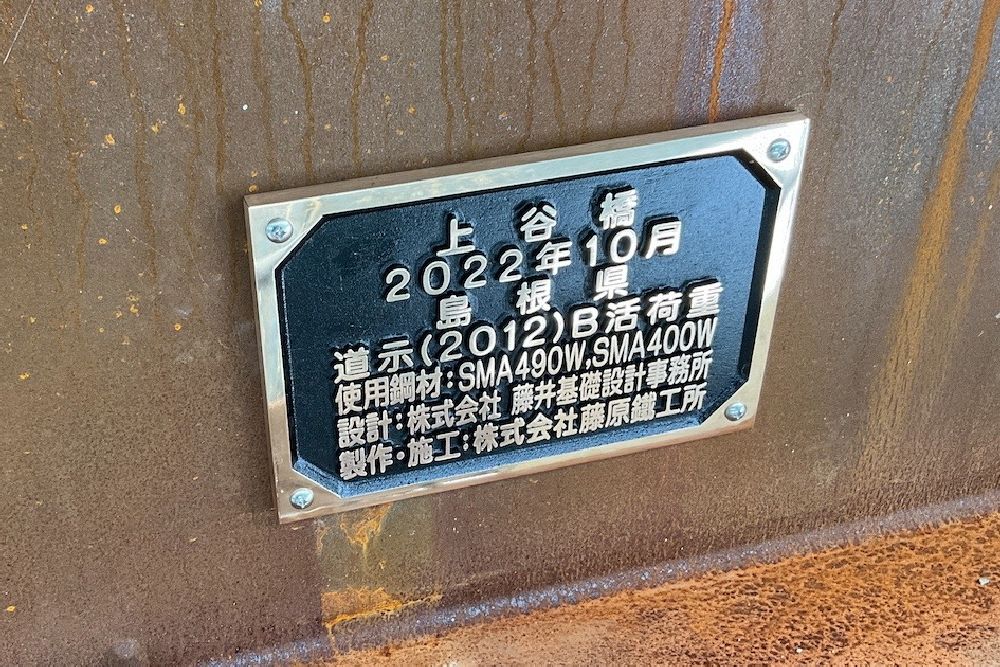 上谷橋
2022年10月
島根県
道示(2012)B活荷重
使用鋼材:SMA490W,SMA400W
設計:株式会社 藤井基礎設計事務所
製作・施工:株式会社藤原鐵工所